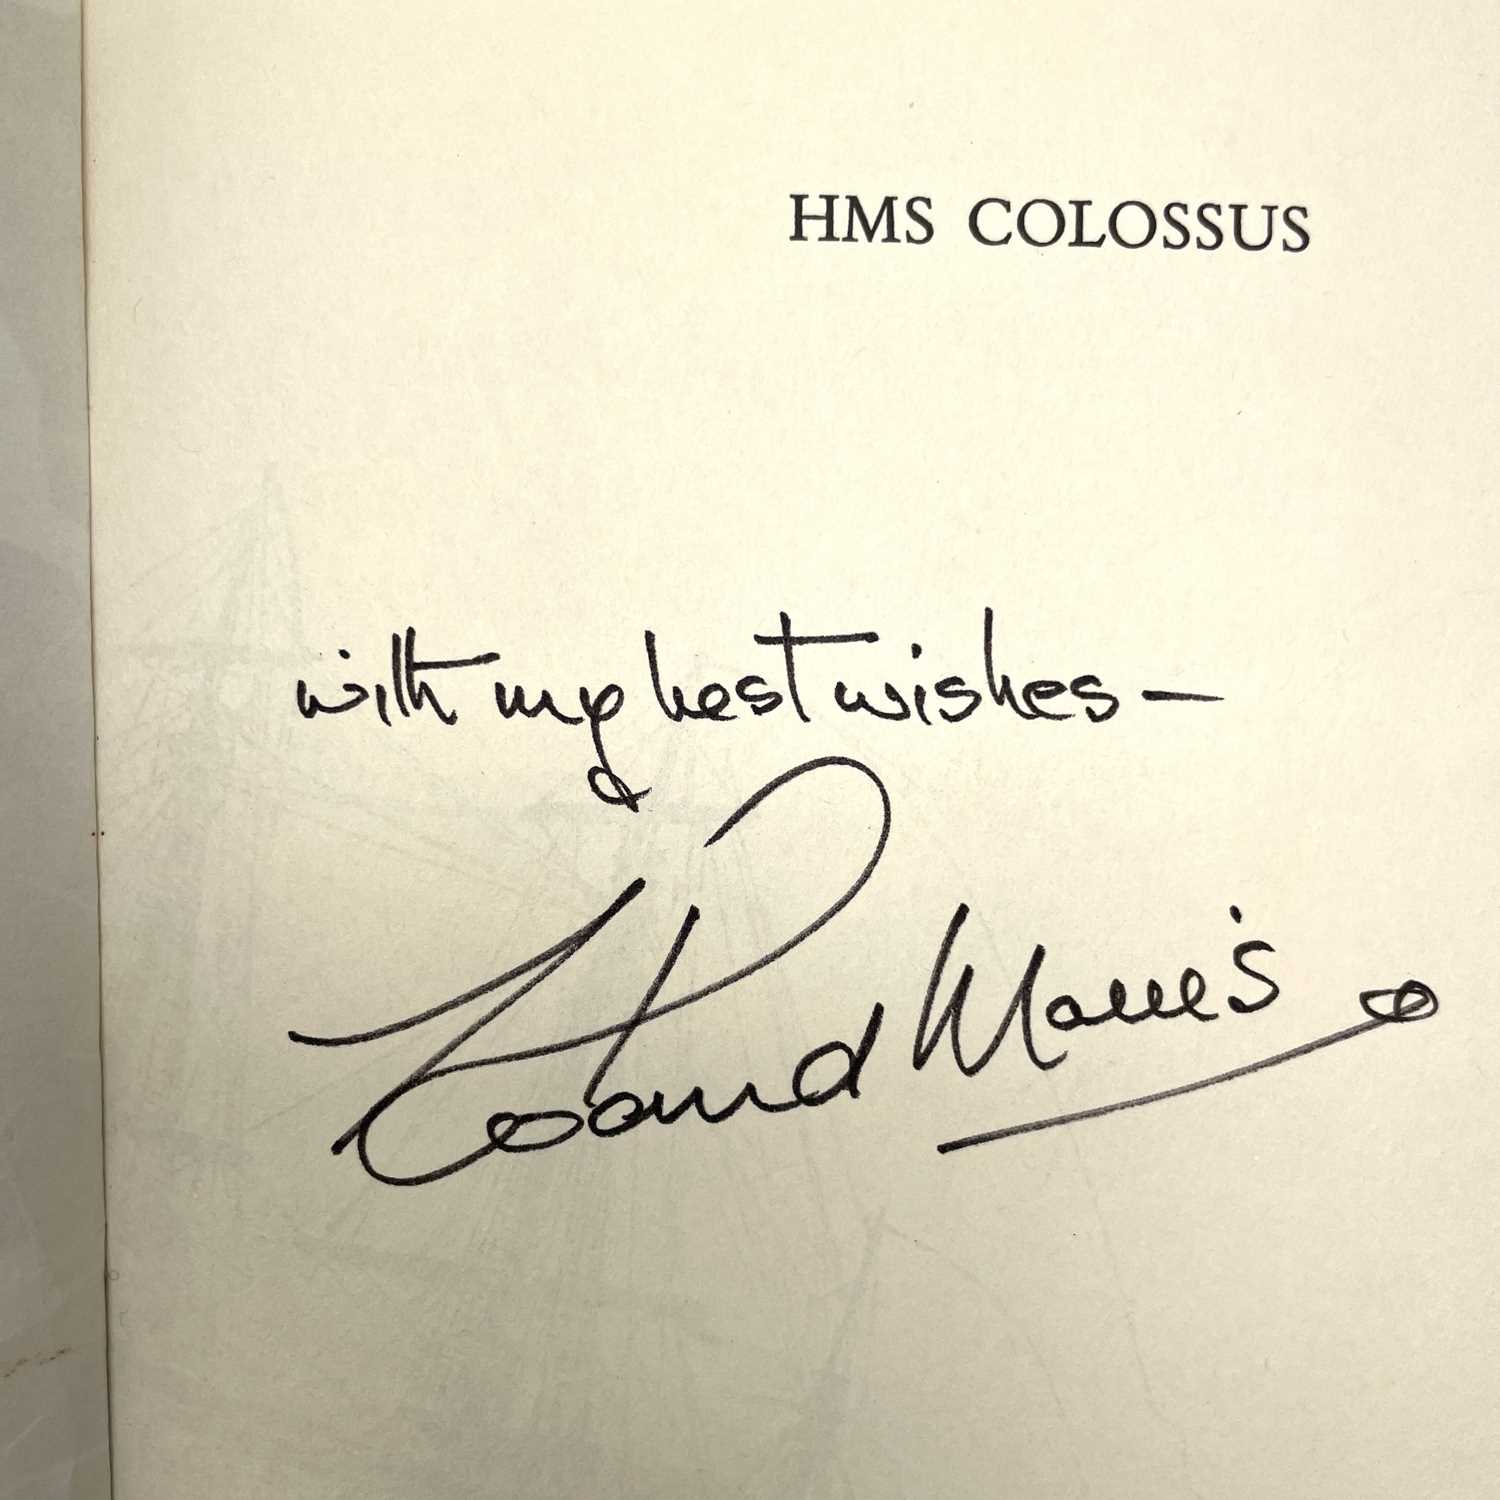 HMS COLOSSUS
with my best wishes —
Roland Morris